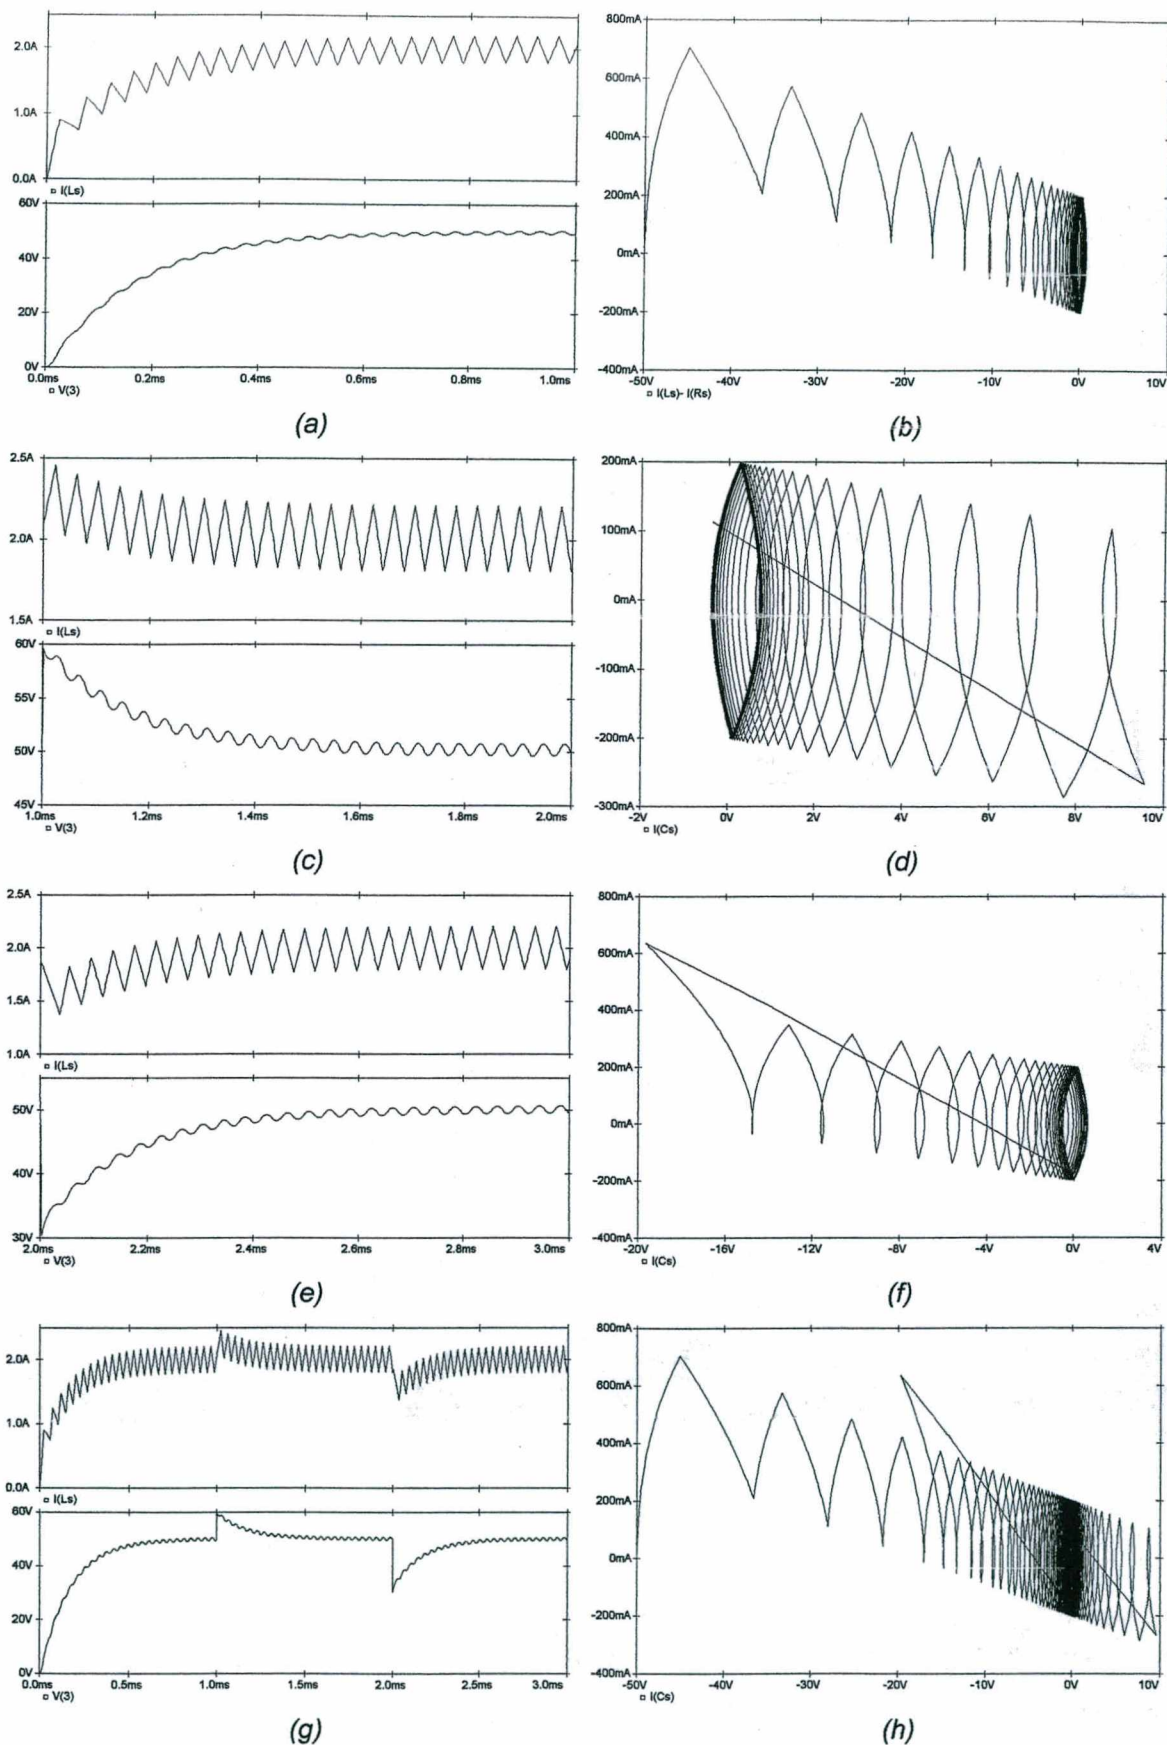 2.0A
1.0A
0.0A
I(Ls)
60V
40V
20V
0V
0.0ms 0.2ms 0.4ms 0.6ms 0.8ms 1.0ms
V(3)
(a)
800mA
600mA
400mA
200mA
0mA
-200mA
-400mA
-50V -40V -30V -20V -10V 0V 10V
I(Ls)- I(Rs)
(b)
2.5A
2.0A
1.5A
I(Ls)
60V
55V
50V
45V
1.0ms 1.2ms 1.4ms 1.6ms 1.8ms 2.0ms
V(3)
(c)
200mA
100mA
0mA
-100mA
-200mA
-300mA
0V 2V 4V 6V 8V 10V
I(Cs)
(d)
2.5A
2.0A
1.5A
1.0A
I(Ls)
50V
40V
30V
2.0ms 2.2ms 2.4ms 2.6ms 2.8ms 3.0ms
V(3)
(e)
800mA
600mA
400mA
200mA
0mA
-200mA
-400mA
-20V -16V -12V -8V -4V 0V 4V
I(Cs)
(f)
2.0A
1.0A
0.0A
I(Ls)
60V
40V
20V
0V
0.0ms 0.5ms 1.0ms 1.5ms 2.0ms 2.5ms 3.0ms
V(3)
(g)
800mA
600mA
400mA
200mA
0mA
-200mA
-400mA
-50V -40V -30V -20V -10V 0V 10V
I(Cs)
(h)